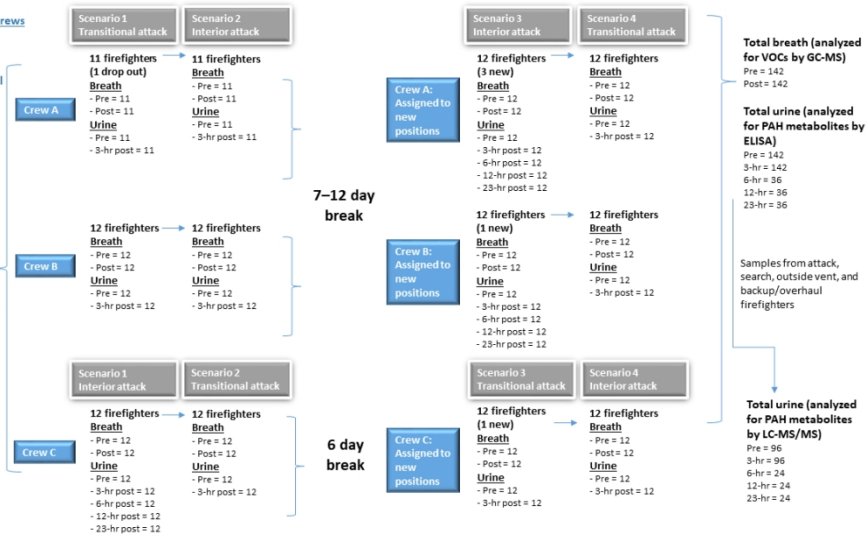 rews
l
Scenario 1
Transitional attack
Scenario 2
Interior attack
Crew A
11 firefighters
(1 drop out)
Breath
- Pre = 11
- Post = 11
Urine
- Pre = 11
- 3-hr post = 11
11 firefighters
Breath
- Pre = 11
- Post = 11
Urine
- Pre = 11
- 3-hr post = 11
Crew B
12 firefighters
Breath
- Pre = 12
- Post = 12
Urine
- Pre = 12
- 3-hr post = 12
12 firefighters
Breath
- Pre = 12
- Post = 12
Urine
- Pre = 12
- 3-hr post = 12
7–12 day
break
Scenario 3
Interior attack
Scenario 4
Transitional attack
Crew A:
Assigned to
new
positions
12 firefighters
(3 new)
Breath
- Pre = 12
- Post = 12
Urine
- Pre = 12
- 3-hr post = 12
- 6-hr post = 12
- 12-hr post = 12
- 23-hr post = 12
12 firefighters
Breath
- Pre = 12
- Post = 12
Urine
- Pre = 12
- 3-hr post = 12
Crew B:
Assigned to
new
positions
12 firefighters
(1 new)
Breath
- Pre = 12
- Post = 12
Urine
- Pre = 12
- 3-hr post = 12
- 6-hr post = 12
- 12-hr post = 12
- 23-hr post = 12
12 firefighters
Breath
- Pre = 12
- Post = 12
Urine
- Pre = 12
- 3-hr post = 12
Scenario 1
Interior attack
Scenario 2
Transitional attack
Crew C
12 firefighters
Breath
- Pre = 12
- Post = 12
Urine
- Pre = 12
- 3-hr post = 12
- 6-hr post = 12
- 12-hr post = 12
- 23-hr post = 12
12 firefighters
Breath
- Pre = 12
- Post = 12
Urine
- Pre = 12
- 3-hr post = 12
6 day
break
Scenario 3
Transitional attack
Scenario 4
Interior attack
Crew C:
Assigned to
new
positions
12 firefighters
(1 new)
Breath
- Pre = 12
- Post = 12
Urine
- Pre = 12
- 3-hr post = 12
12 firefighters
Breath
- Pre = 12
- Post = 12
Urine
- Pre = 12
- 3-hr post = 12
Total breath (analyzed
for VOCs by GC-MS)
Pre = 142
Post = 142
Total urine (analyzed
for PAH metabolites by
ELISA)
Pre = 142
3-hr = 142
6-hr = 36
12-hr = 36
23-hr = 36
Samples from attack,
search, outside vent, and
backup/overhaul
firefighters
Total urine (analyzed
for PAH metabolites
by LC-MS/MS)
Pre = 96
3-hr = 96
6-hr = 24
12-hr = 24
23-hr = 24